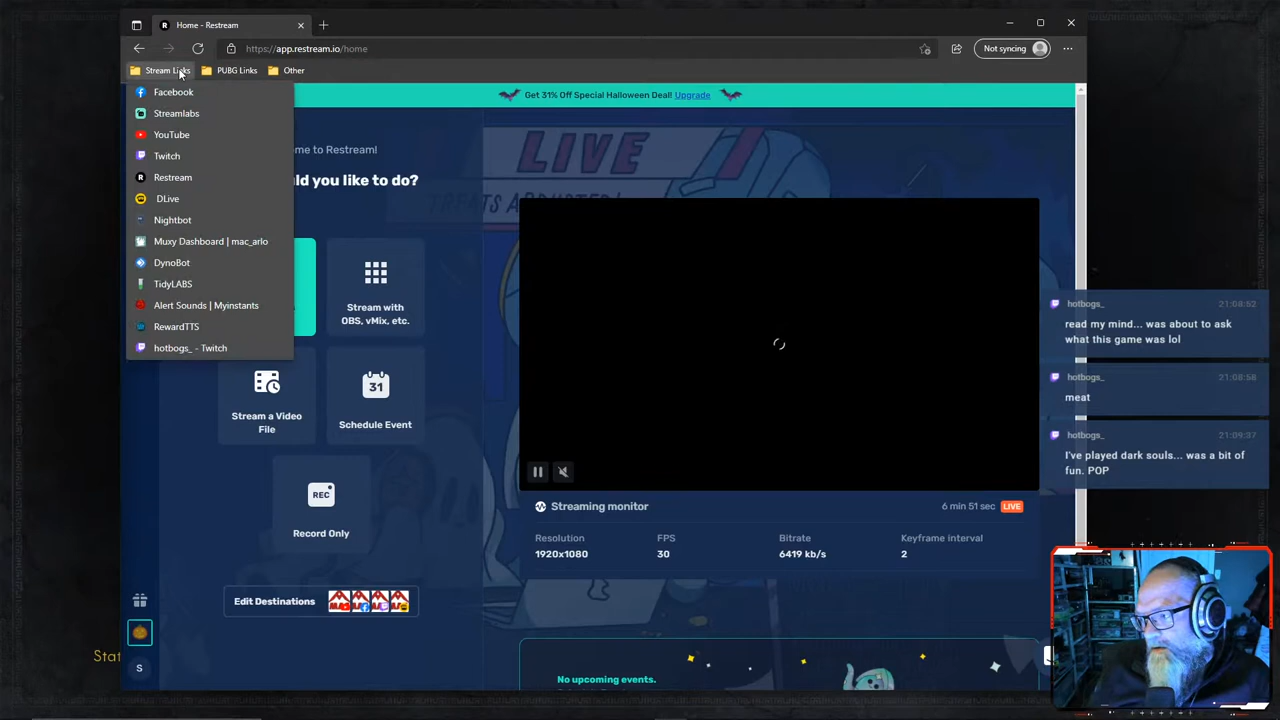 Home - Restream
https://app.restream.io/home
Not syncing
Stream Links
PUBG Links
Other
Facebook
Streamlabs
YouTube
Twitch
Restream
DLive
Nightbot
Muxy Dashboard | mac_arlo
DynoBot
TidyLABS
Alert Sounds | Myinstants
RewardTTS
hotbogs_ - Twitch
Get 31% Off Special Halloween Deal! Upgrade
LIVE
me to Restream!
ld you like to do?
Stream with
OBS, vMix, etc.
Stream a Video
File
31
Schedule Event
REC
Record Only
Edit Destinations
Streaming monitor
6 min 51 sec
LIVE
Resolution
FPS
Bitrate
Keyframe interval
1920x1080
30
6419 kb/s
2
No upcoming events.
S
Stat
hotbogs_
21:08:52
read my mind... was about to ask
what this game was lol
hotbogs_
21:08:58
meat
hotbogs_
21:09:37
I've played dark souls... was a bit of
fun. POP